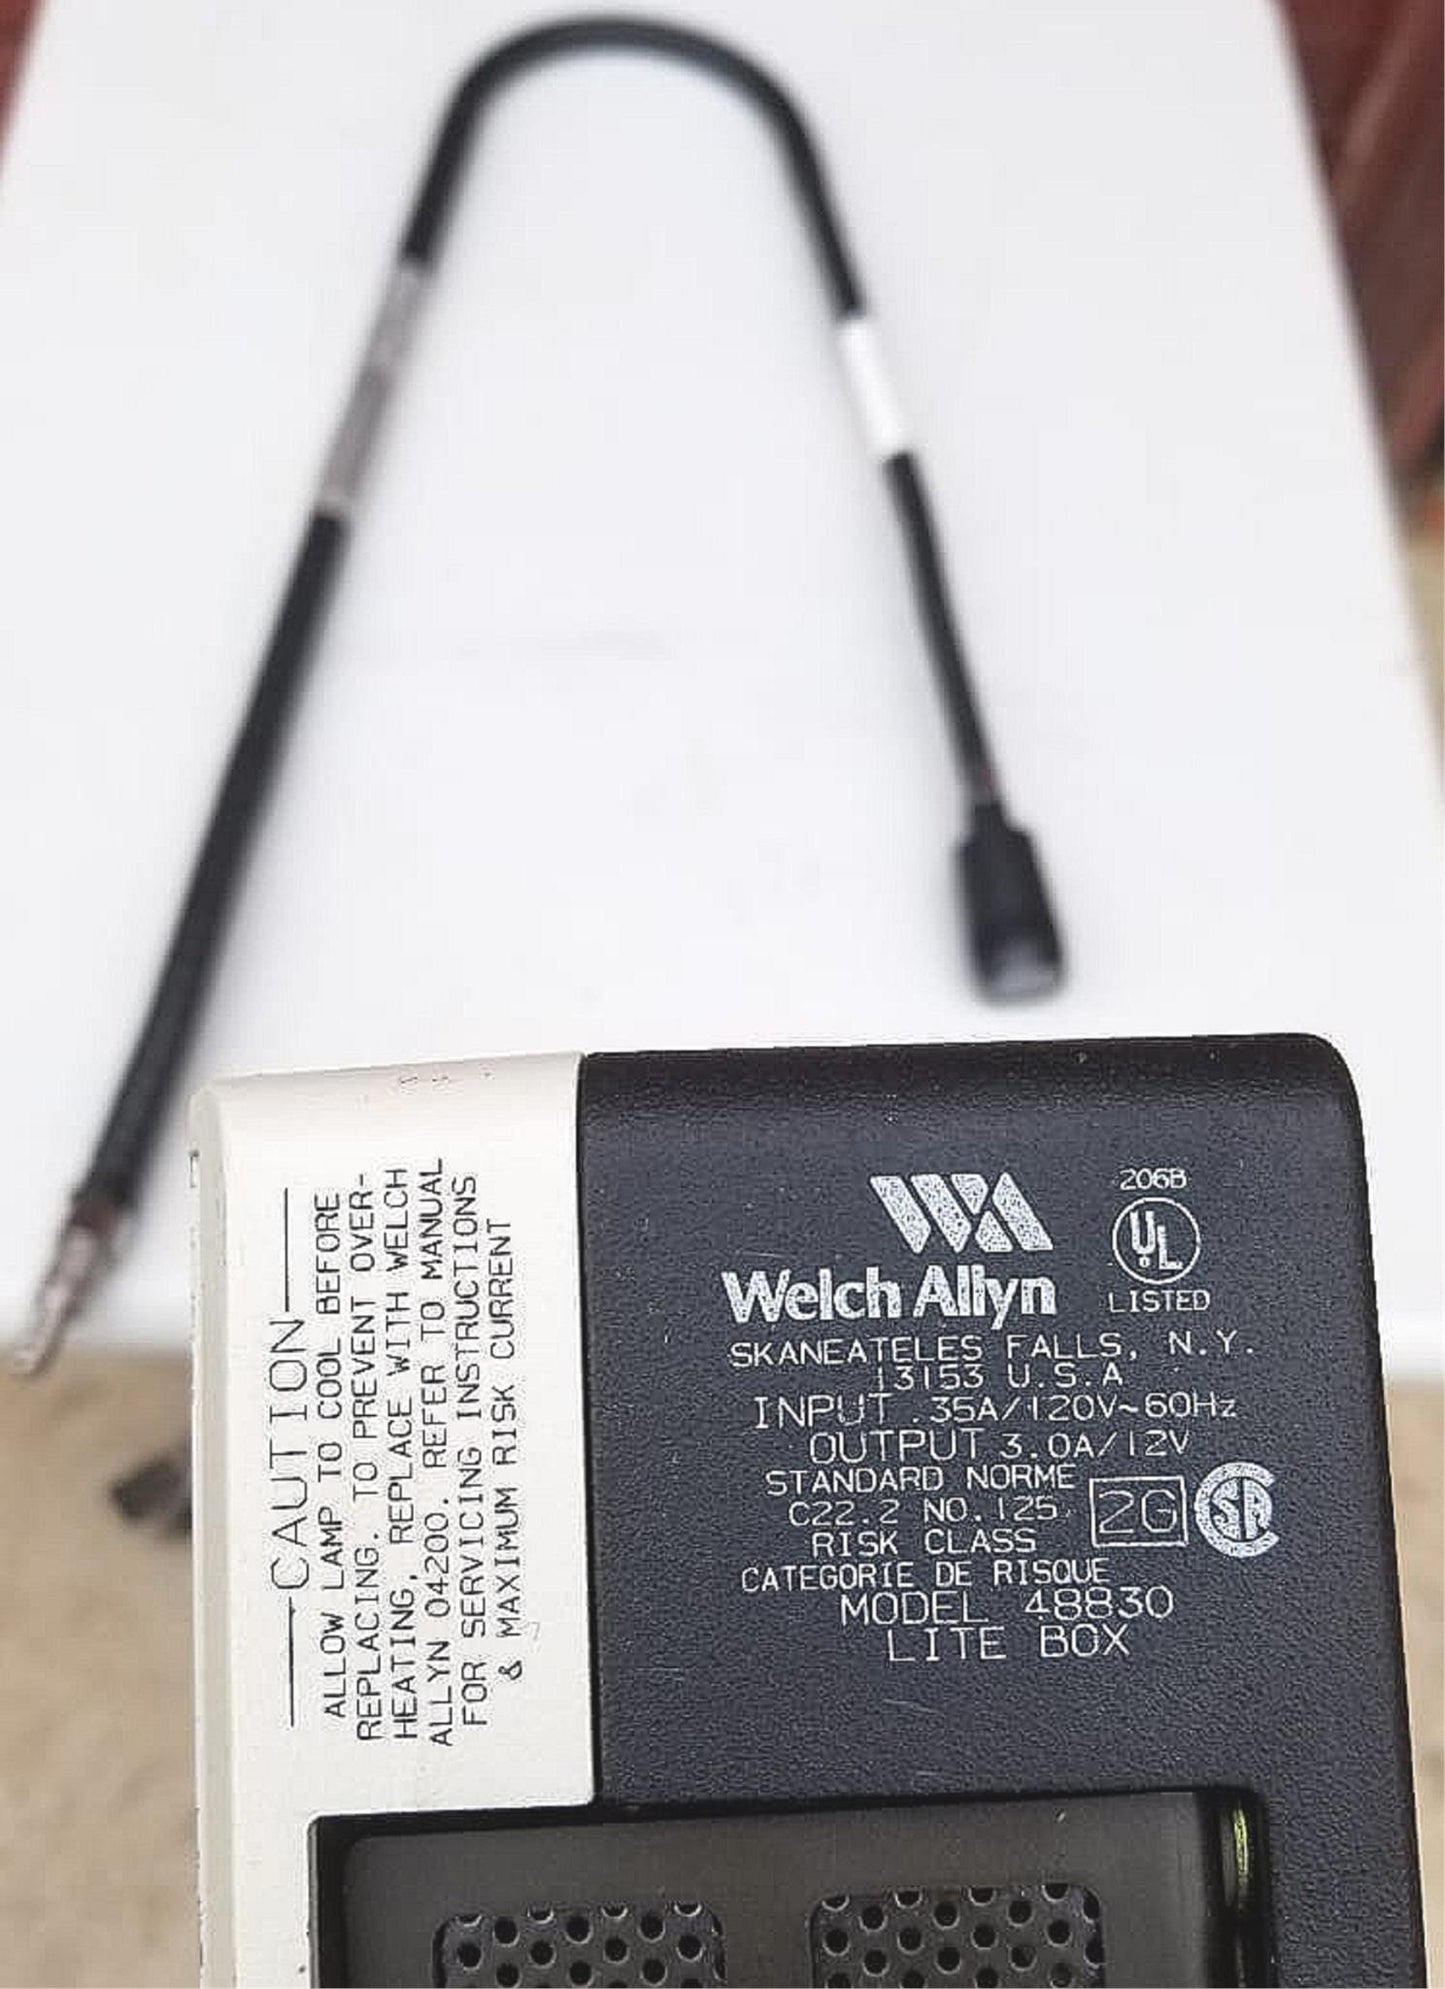 CAUTION
ALLOW LAMP TO COOL BEFORE
REPLACING. TO PREVENT OVER-
HEATING, REPLACE WITH WELCH
ALLYN 04200. REFER TO MANUAL
FOR SERVICING INSTRUCTIONS
& MAXIMUM RISK CURRENT
WA
Welch Allyn
206B
UL
LISTED
SKANEATELES FALLS, N.Y.
13153 U.S.A
INPUT .35A/120V~60Hz
OUTPUT 3.0A/12V
STANDARD NORME
C22.2 NO.125
RISK CLASS
CATEGORIE DE RISQUE
2G
SA
MODEL 48830
LITE BOX